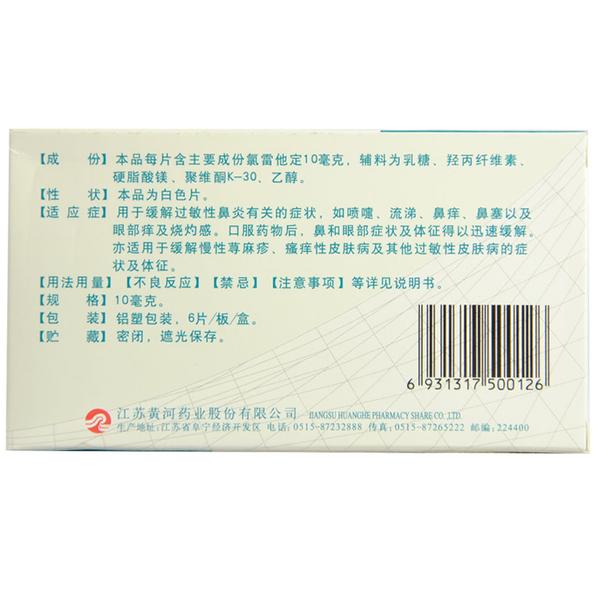 【成 份】本品每片含主要成份氯雷他定10毫克，辅料为乳糖、羟丙纤维素、
硬脂酸镁、聚维酮K-30、乙醇。
【性 状】本品为白色片。
【适应症】用于缓解过敏性鼻炎有关的症状，如喷嚏、流涕、鼻痒、鼻塞以及
眼部痒及烧灼感。口服药物后，鼻和眼部症状及体征得以迅速缓解。
亦适用于缓解慢性荨麻疹、瘙痒性皮肤病及其他过敏性皮肤病的症
状及体征。
【用法用量】【不良反应】【禁忌】【注意事项】等详见说明书。
【规 格】10毫克。
【包 装】铝塑包装，6片/板/盒。
【贮 藏】密闭，遮光保存。
6 931317 500126
江苏黄河药业股份有限公司 JIANGSU HUANGHE PHARMACY SHARE CO. LTD.
生产地址:江苏省阜宁经济开发区 电话:0515-87232888 传真:0515-87265222 邮编:224400